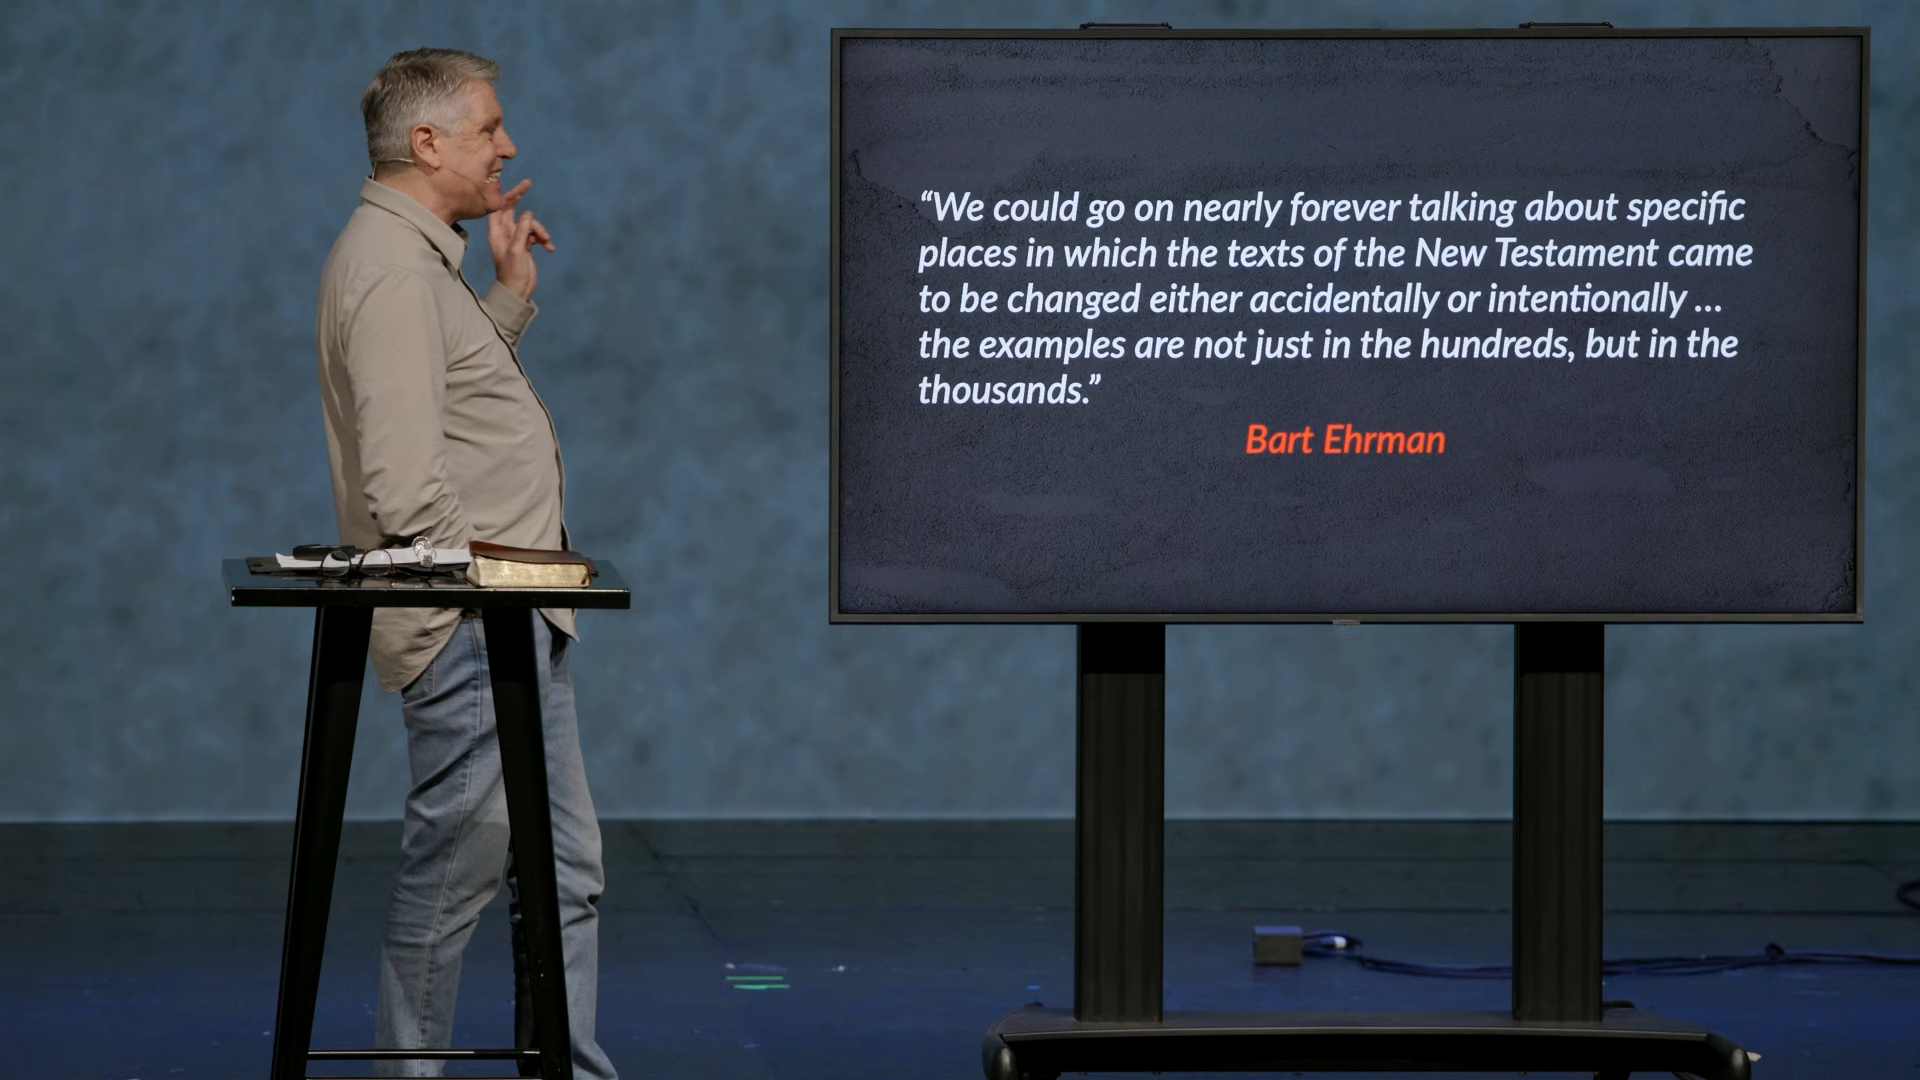 “We could go on nearly forever talking about specific
places in which the texts of the New Testament came
to be changed either accidentally or intentionally ...
the examples are not just in the hundreds, but in the
thousands.”
Bart Ehrman